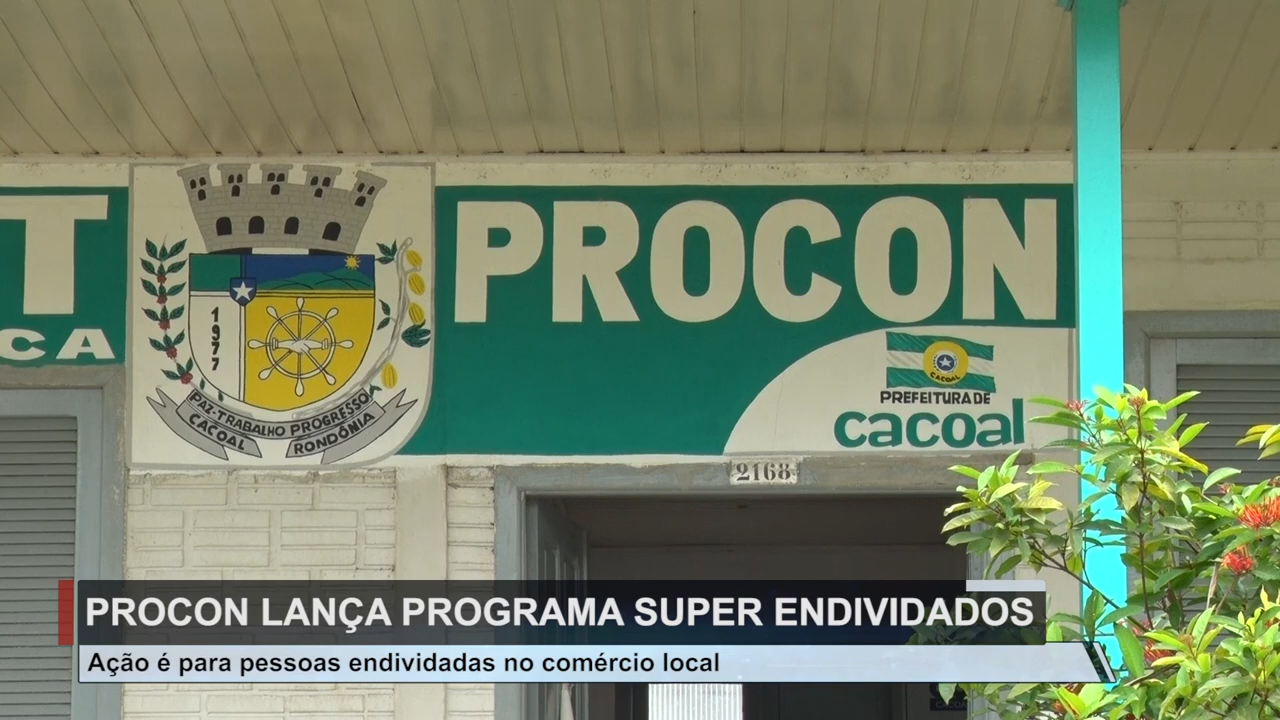 T
CA
1977
PAZ-TRABALHO PROGRESSO
CACOAL
RONDÔNIA
PROCON
CACOAL
PREFEITURA DE
cacoal
2168
PROCON LANÇA PROGRAMA SUPER ENDIVIDADOS
Ação é para pessoas endividadas no comércio local